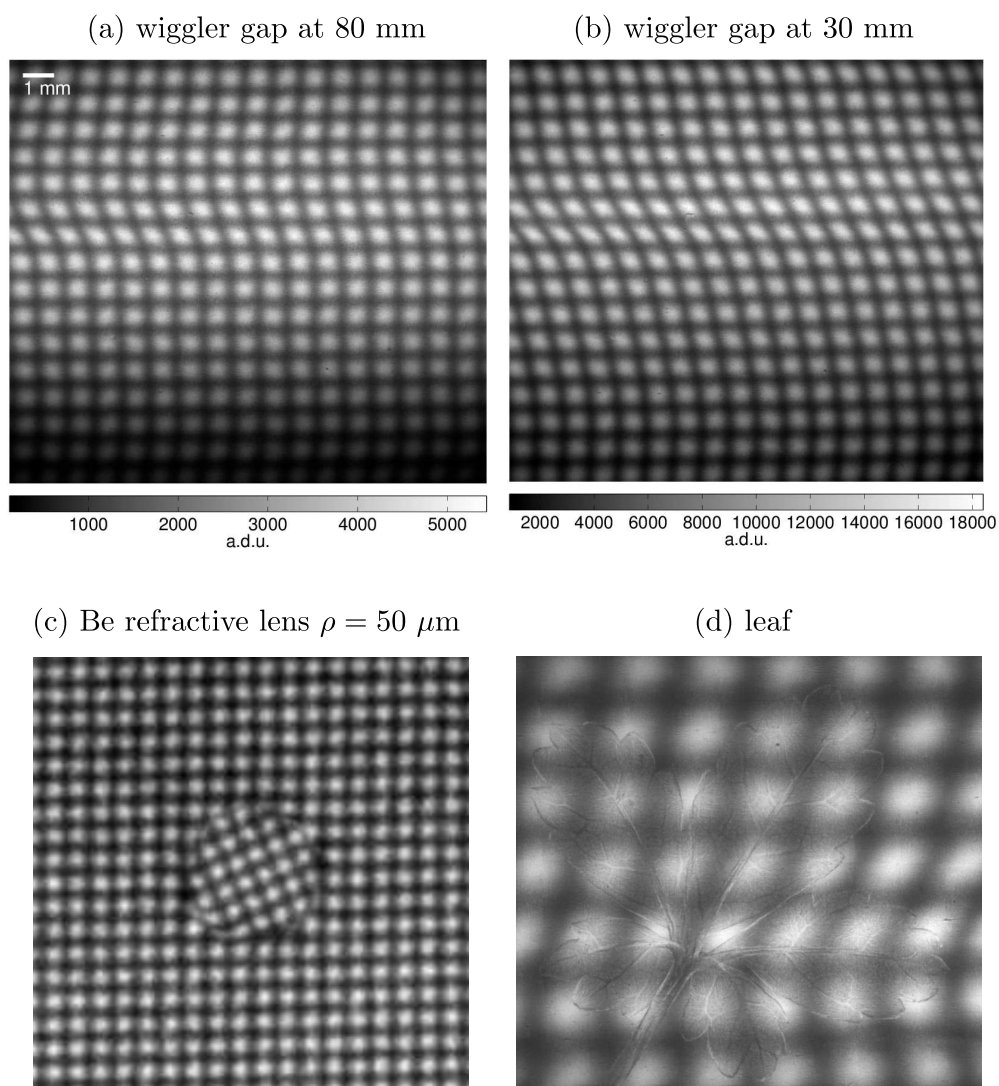 (a) wiggler gap at 80 mm
(b) wiggler gap at 30 mm
1 mm
1000 2000 3000 4000 5000
a.d.u.
2000 4000 6000 8000 10000 12000 14000 16000 18000
a.d.u.
(c) Be refractive lens ρ = 50 μm
(d) leaf